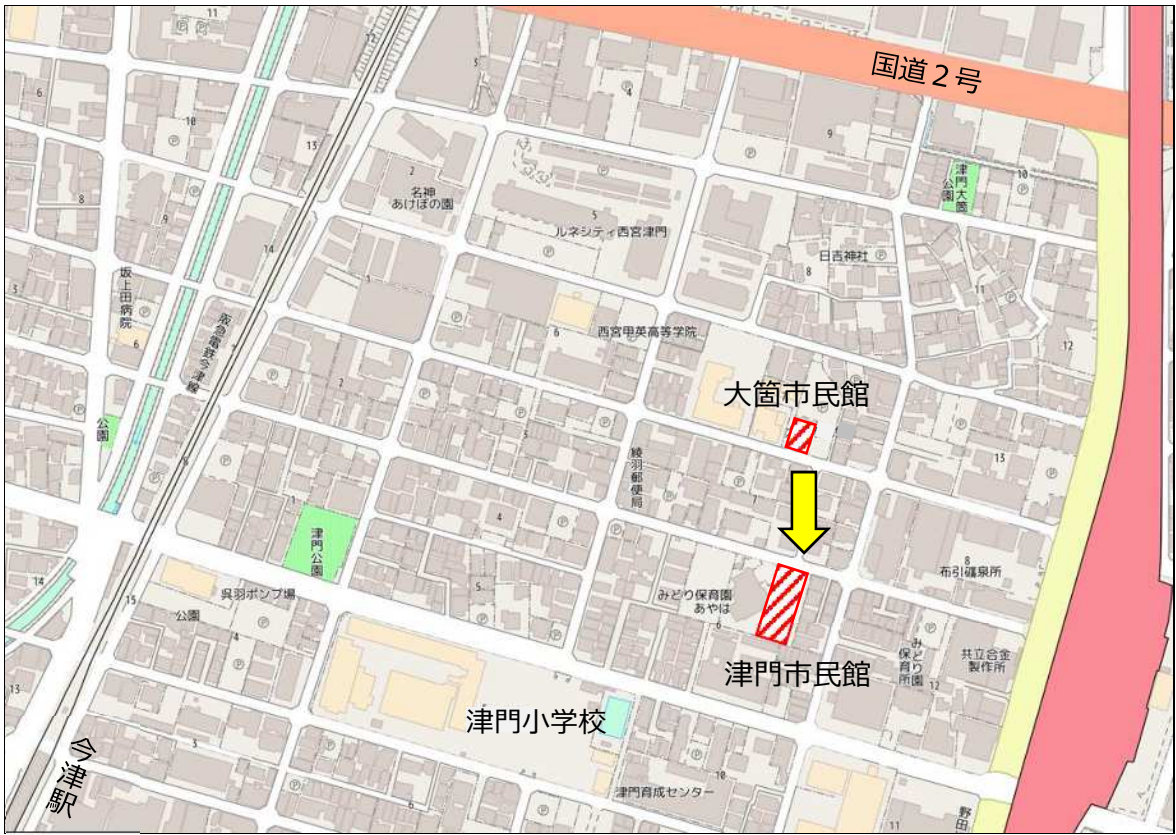 国道２号
津門大箇
公園
名神
あけぼの園
ルネシティ西宮津門
日吉神社
坂上田病院
阪急電鉄今津線
西宮甲英高等学院
大箇市民館
公園
綾羽郵便局
津門公園
布引礦泉所
みどり保育園
あやは
呉羽ポンプ場
公園
みどり
保育園
所
共立合金
製作所
津門市民館
津門小学校
今津駅
津門育成センター
野田